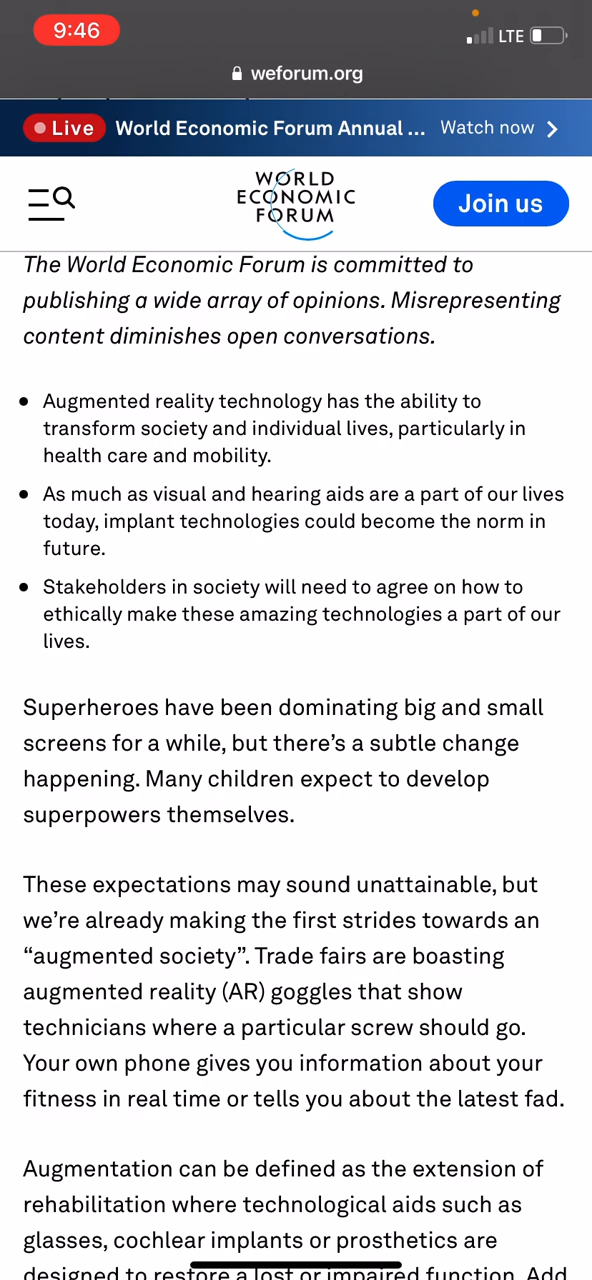 9:46
LTE
weforum.org
Live World Economic Forum Annual ... Watch now
WORLD
ECONOMIC
FORUM
Join us
The World Economic Forum is committed to
publishing a wide array of opinions. Misrepresenting
content diminishes open conversations.
• Augmented reality technology has the ability to
transform society and individual lives, particularly in
health care and mobility.
• As much as visual and hearing aids are a part of our lives
today, implant technologies could become the norm in
future.
• Stakeholders in society will need to agree on how to
ethically make these amazing technologies a part of our
lives.
Superheroes have been dominating big and small
screens for a while, but there’s a subtle change
happening. Many children expect to develop
superpowers themselves.
These expectations may sound unattainable, but
we’re already making the first strides towards an
“augmented society”. Trade fairs are boasting
augmented reality (AR) goggles that show
technicians where a particular screw should go.
Your own phone gives you information about your
fitness in real time or tells you about the latest fad.
Augmentation can be defined as the extension of
rehabilitation where technological aids such as
glasses, cochlear implants or prosthetics are
designed to restore a lost or impaired function. Add